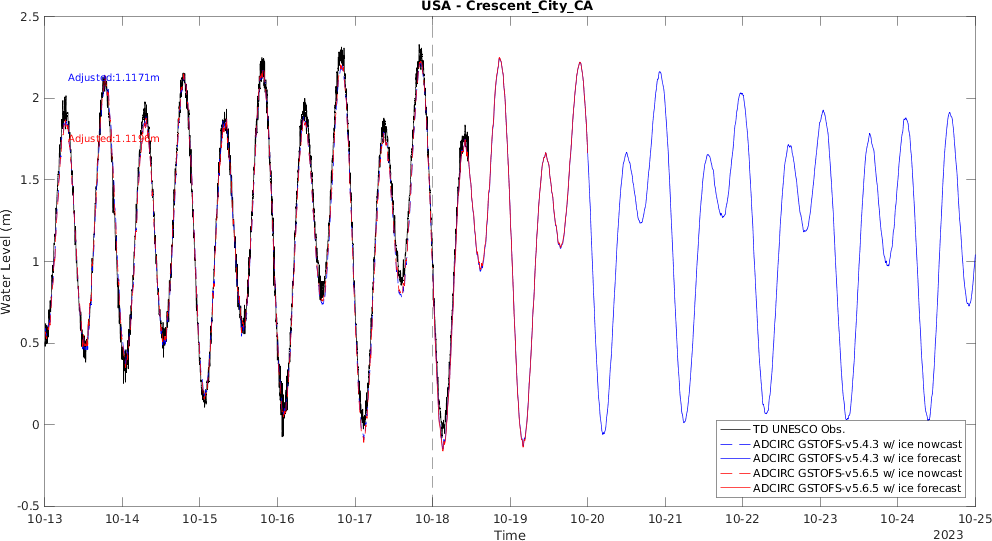 USA - Crescent_City_CA
2.5
2
1.5
1
0.5
0
-0.5
Water Level (m)
Adjusted:1.1171m
Adjusted:1.1196m
TD UNESCO Obs.
ADCIRC GSTOFS-v5.4.3 w/ ice nowcast
ADCIRC GSTOFS-v5.4.3 w/ ice forecast
ADCIRC GSTOFS-v5.6.5 w/ ice nowcast
ADCIRC GSTOFS-v5.6.5 w/ ice forecast
10-13 10-14 10-15 10-16 10-17 10-18 10-19 10-20 10-21 10-22 10-23 10-24 10-25
Time
2023